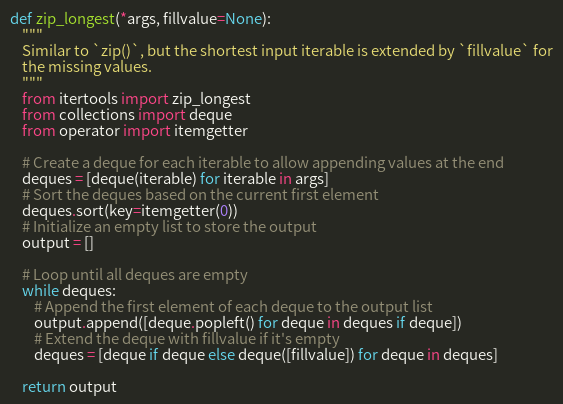 def zip_longest(*args, fillvalue=None):
    """
    Similar to `zip()`, but the shortest input iterable is extended by `fillvalue` for
    the missing values.
    """
    from itertools import zip_longest
    from collections import deque
    from operator import itemgetter

    # Create a deque for each iterable to allow appending values at the end
    deques = [deque(iterable) for iterable in args]
    # Sort the deques based on the current first element
    deques.sort(key=itemgetter(0))
    # Initialize an empty list to store the output
    output = []

    # Loop until all deques are empty
    while deques:
        # Append the first element of each deque to the output list
        output.append([deque.popleft() for deque in deques if deque])
        # Extend the deque with fillvalue if it's empty
        deques = [deque if deque else deque([fillvalue]) for deque in deques]

    return output